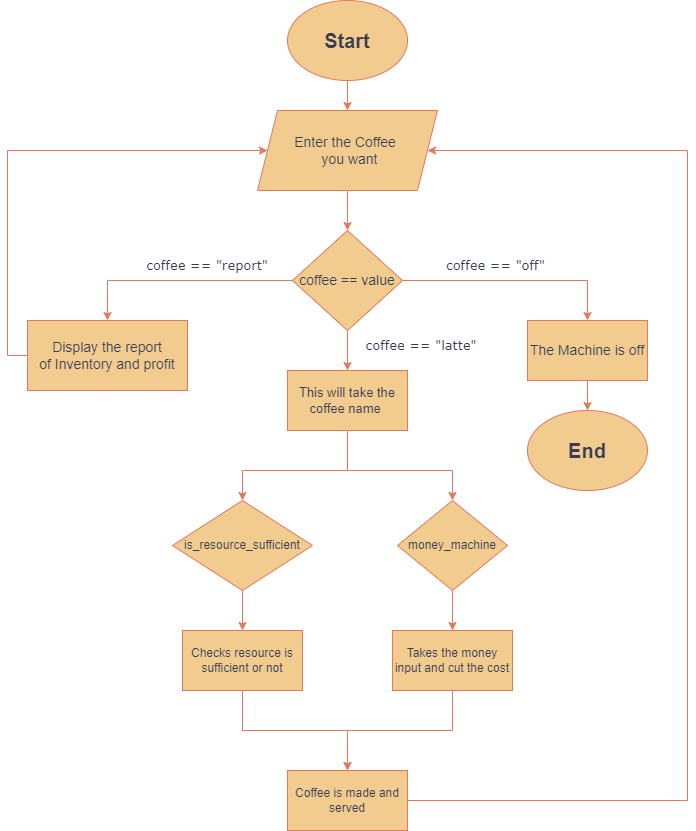 Start
Enter the Coffee
you want
coffee == "report"
coffee == "off"
coffee == value
Display the report
of Inventory and profit
coffee == "latte"
The Machine is off
This will take the
coffee name
End
is_resource_sufficient
money_machine
Checks resource is
sufficient or not
Takes the money
input and cut the cost
Coffee is made and
served